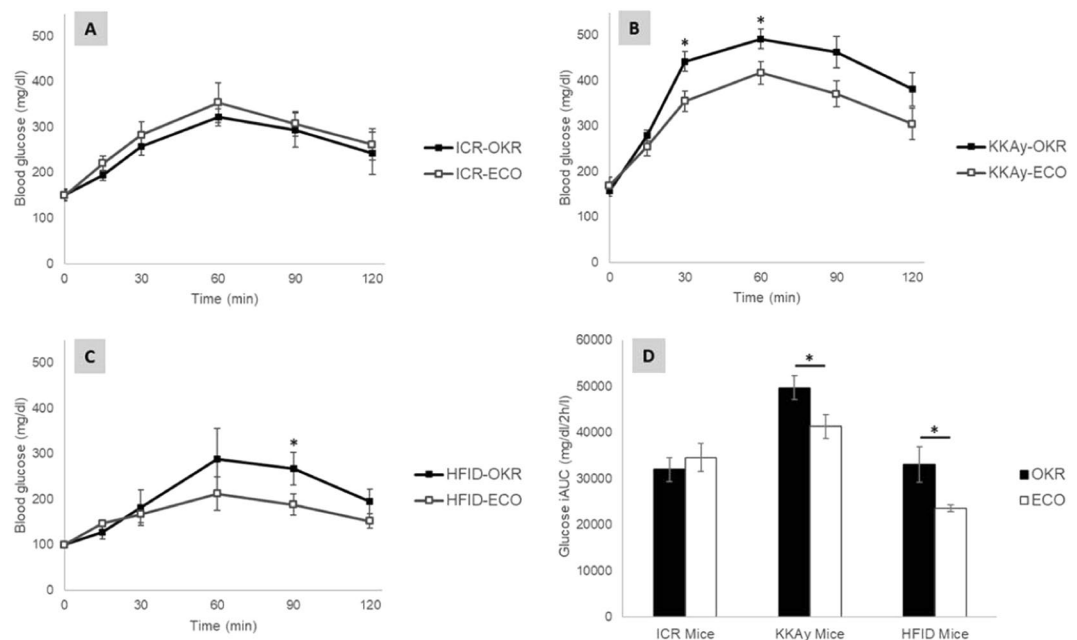 A
500
400
300
200
100
0
Blood glucose (mg/dl)
0 30 60 90 120
Time (min)
ICR-OKR
ICR-ECO
B
500
400
300
200
100
0
Blood glucose (mg/dl)
* *
0 30 60 90 120
Time (min)
KKAy-OKR
KKAy-ECO
C
500
400
300
200
100
0
Blood glucose (mg/dl)
*
0 30 60 90 120
Time (min)
HFID-OKR
HFID-ECO
D
60000
50000
40000
30000
20000
10000
0
Glucose iAUC (mg/dl/2h/l)
*
*
ICR Mice KKAy Mice HFID Mice
OKR
ECO